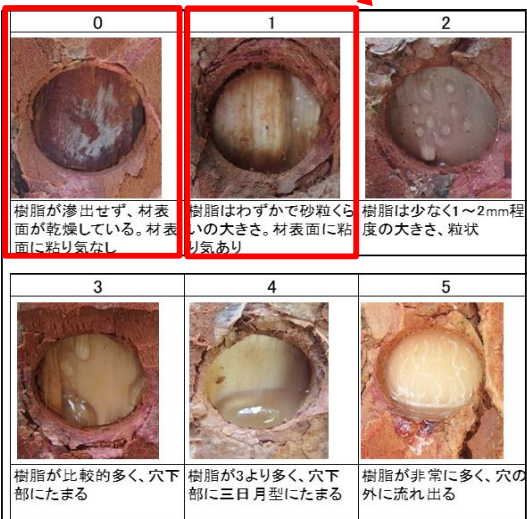 0
1
2
樹脂が滲出せず、材表
面が乾燥している。材表
面に粘り気なし
樹脂はわずかで砂粒くら
いの大きさ。材表面に粘
り気あり
樹脂は少なく1～2mm程
度の大きさ、粒状
3
4
5
樹脂が比較的多く、穴下
部にたまる
樹脂が3より多く、穴下
部に三日月型にたまる
樹脂が非常に多く、穴の
外に流れ出る